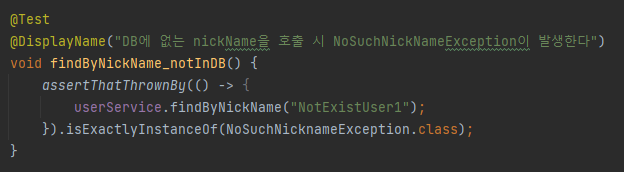 @Test
@DisplayName("DB에 없는 nickName을 호출 시 NoSuchNickNameException이 발생한다")
void findByNickName_notInDB() {
assertThatThrownBy(() -> {
userService.findByNickName("NotExistUser1");
}).isExactlyInstanceOf(NoSuchNicknameException.class);
}